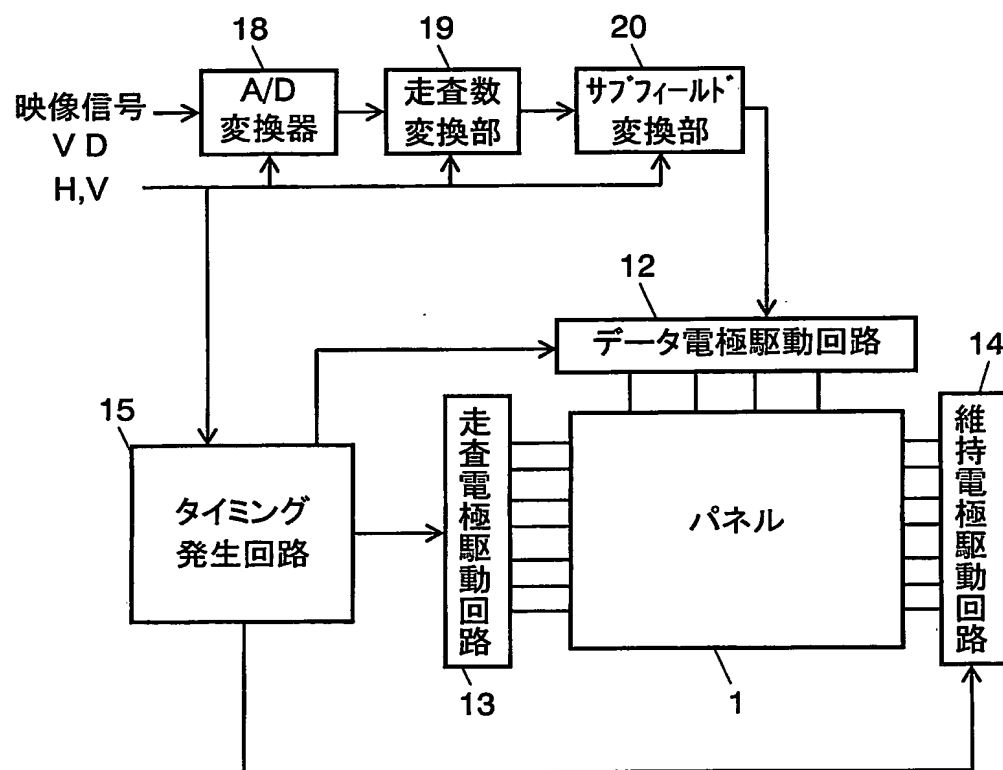 18
19
20
映像信号
VD
H,V
A/D
変換器
走査数
変換部
サブフィールド
変換部
12
データ電極駆動回路
14
15
タイミング
発生回路
走査電極駆動回路
パネル
維持電極駆動回路
13
1